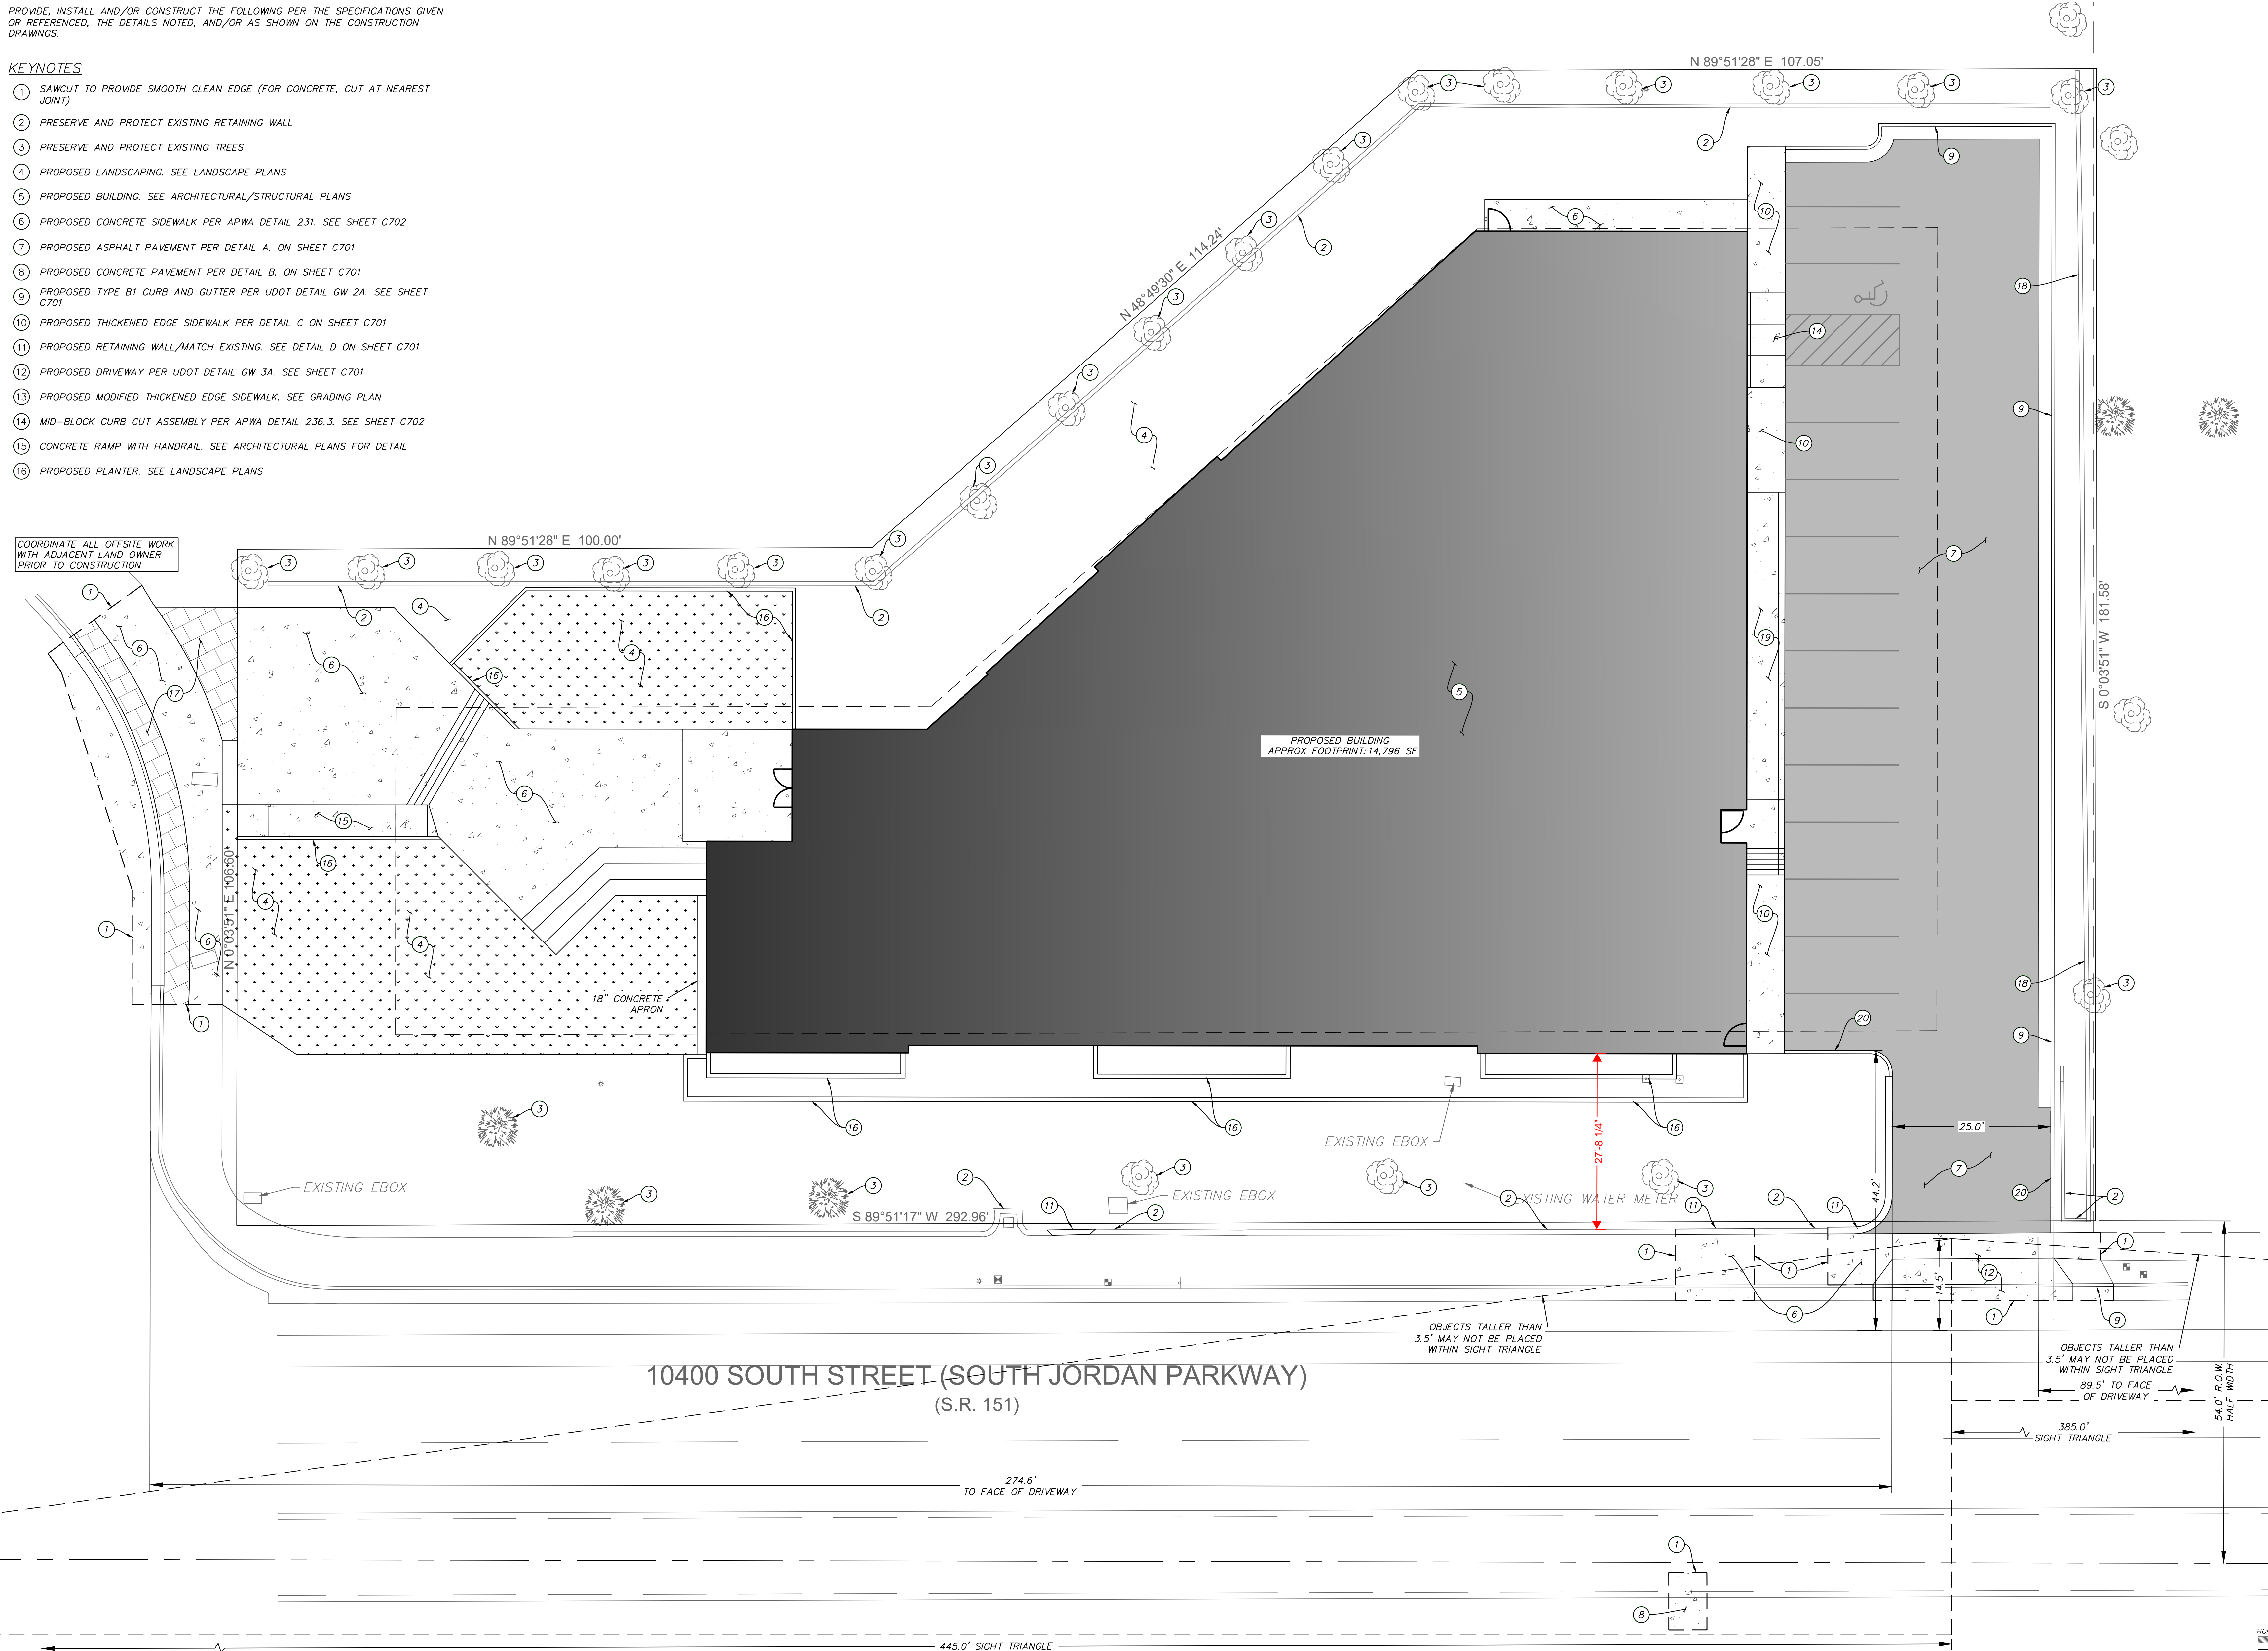 PROVIDE, INSTALL AND/OR CONSTRUCT THE FOLLOWING PER THE SPECIFICATIONS GIVEN
OR REFERENCED, THE DETAILS NOTED, AND/OR AS SHOWN ON THE CONSTRUCTION
DRAWINGS.
KEYNOTES
1 SAWCUT TO PROVIDE SMOOTH CLEAN EDGE (FOR CONCRETE, CUT AT NEAREST
JOINT)
2 PRESERVE AND PROTECT EXISTING RETAINING WALL
3 PRESERVE AND PROTECT EXISTING TREES
4 PROPOSED LANDSCAPING. SEE LANDSCAPE PLANS
5 PROPOSED BUILDING. SEE ARCHITECTURAL/STRUCTURAL PLANS
6 PROPOSED CONCRETE SIDEWALK PER APWA DETAIL 231. SEE SHEET C702
7 PROPOSED ASPHALT PAVEMENT PER DETAIL A. ON SHEET C701
8 PROPOSED CONCRETE PAVEMENT PER DETAIL B. ON SHEET C701
9 PROPOSED TYPE B1 CURB AND GUTTER PER UDOT DETAIL GW 2A. SEE SHEET
C701
10 PROPOSED THICKENED EDGE SIDEWALK PER DETAIL C ON SHEET C701
11 PROPOSED RETAINING WALL/MATCH EXISTING. SEE DETAIL D ON SHEET C701
12 PROPOSED DRIVEWAY PER UDOT DETAIL GW 3A. SEE SHEET C701
13 PROPOSED MODIFIED THICKENED EDGE SIDEWALK. SEE GRADING PLAN
14 MID-BLOCK CURB CUT ASSEMBLY PER APWA DETAIL 236.3. SEE SHEET C702
15 CONCRETE RAMP WITH HANDRAIL. SEE ARCHITECTURAL PLANS FOR DETAIL
16 PROPOSED PLANTER. SEE LANDSCAPE PLANS
COORDINATE ALL OFFSITE WORK
WITH ADJACENT LAND OWNER
PRIOR TO CONSTRUCTION
N 89°51'28" E 107.05'
N 48°49'30" E 114.24'
N 89°51'28" E 100.00'
S 0°03'51" W 181.58'
N 0°03'51" E 106.60'
PROPOSED BUILDING
APPROX FOOTPRINT: 14,796 SF
18" CONCRETE
APRON
27'-8 1/4"
25.0'
44.2'
14.5'
EXISTING EBOX
EXISTING EBOX
EXISTING EBOX
EXISTING WATER METER
S 89°51'17" W 292.96'
OBJECTS TALLER THAN
3.5' MAY NOT BE PLACED
WITHIN SIGHT TRIANGLE
OBJECTS TALLER THAN
3.5' MAY NOT BE PLACED
WITHIN SIGHT TRIANGLE
89.5' TO FACE
OF DRIVEWAY
54.0' R.O.W.
HALF WIDTH
385.0'
SIGHT TRIANGLE
10400 SOUTH STREET (SOUTH JORDAN PARKWAY)
(S.R. 151)
274.6'
TO FACE OF DRIVEWAY
445.0' SIGHT TRIANGLE